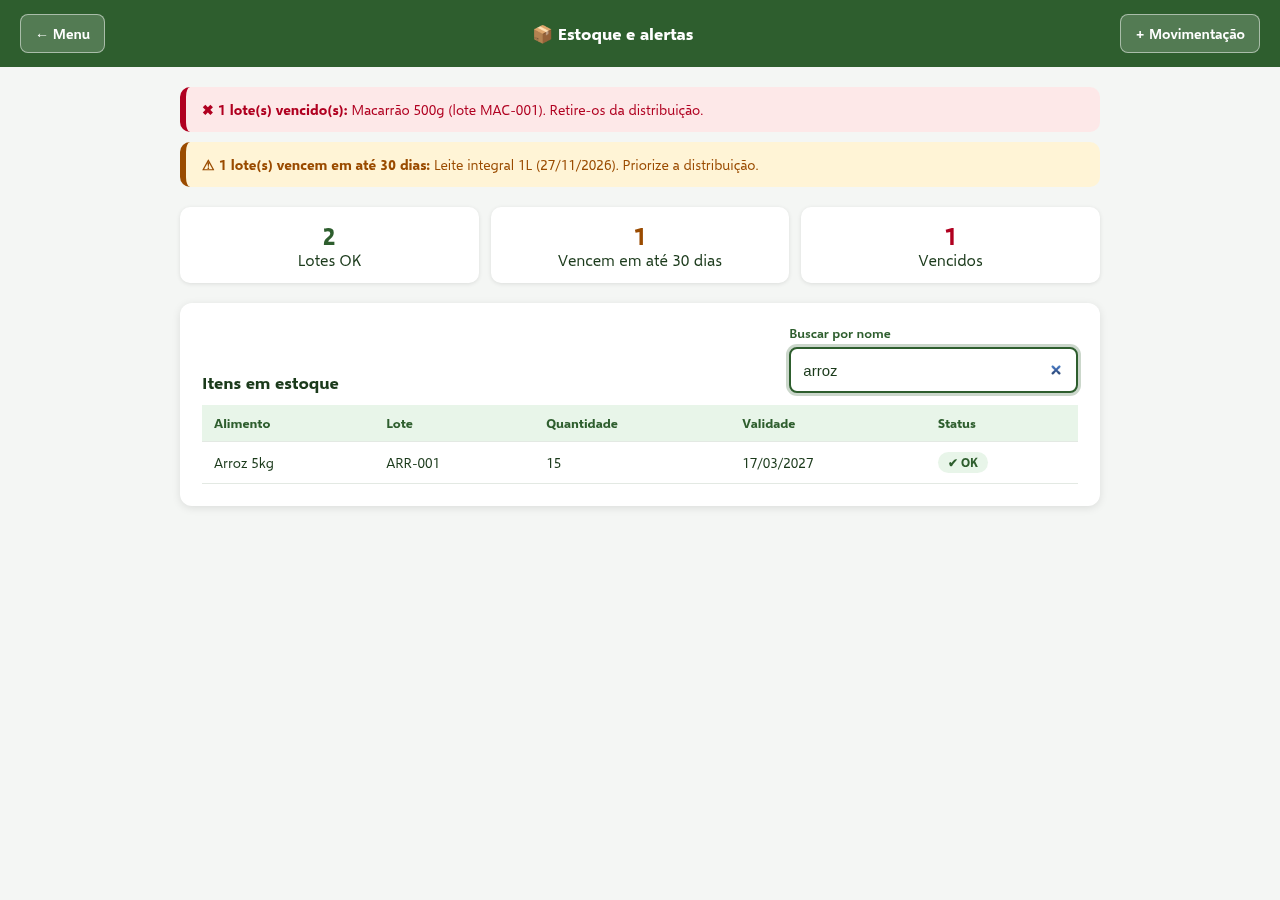 ← Menu
📦 Estoque e alertas
+ Movimentação
✖ 1 lote(s) vencido(s): Macarrão 500g (lote MAC-001). Retire-os da distribuição.
⚠ 1 lote(s) vencem em até 30 dias: Leite integral 1L (27/11/2026). Priorize a distribuição.
2
Lotes OK
1
Vencem em até 30 dias
1
Vencidos
Buscar por nome
arroz
Itens em estoque
Alimento Lote Quantidade Validade Status
Arroz 5kg ARR-001 15 17/03/2027 ✔ OK